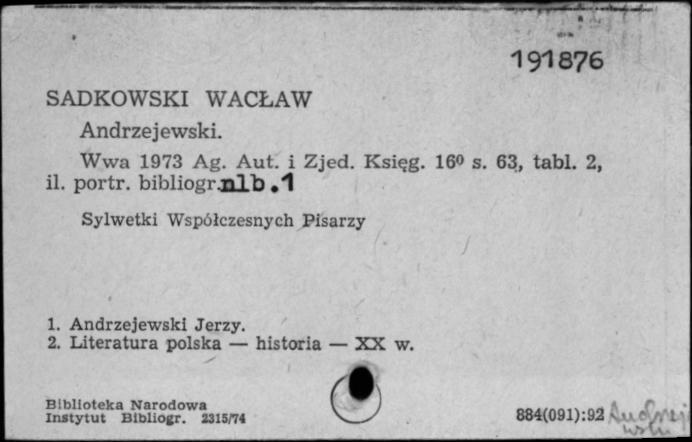 191876
SADKOWSKI WACŁAW
Andrzejewski.
Wwa 1973 Ag. Aut. i Zjed. Księg. 16⁰ s. 63, tabl. 2,
il. portr. bibliogr. nlb.1
Sylwetki Współczesnych Pisarzy
1. Andrzejewski Jerzy.
2. Literatura polska — historia — XX w.
Biblioteka Narodowa
Instytut Bibliogr. 2315/74
884(091):92 Andrzej
wski